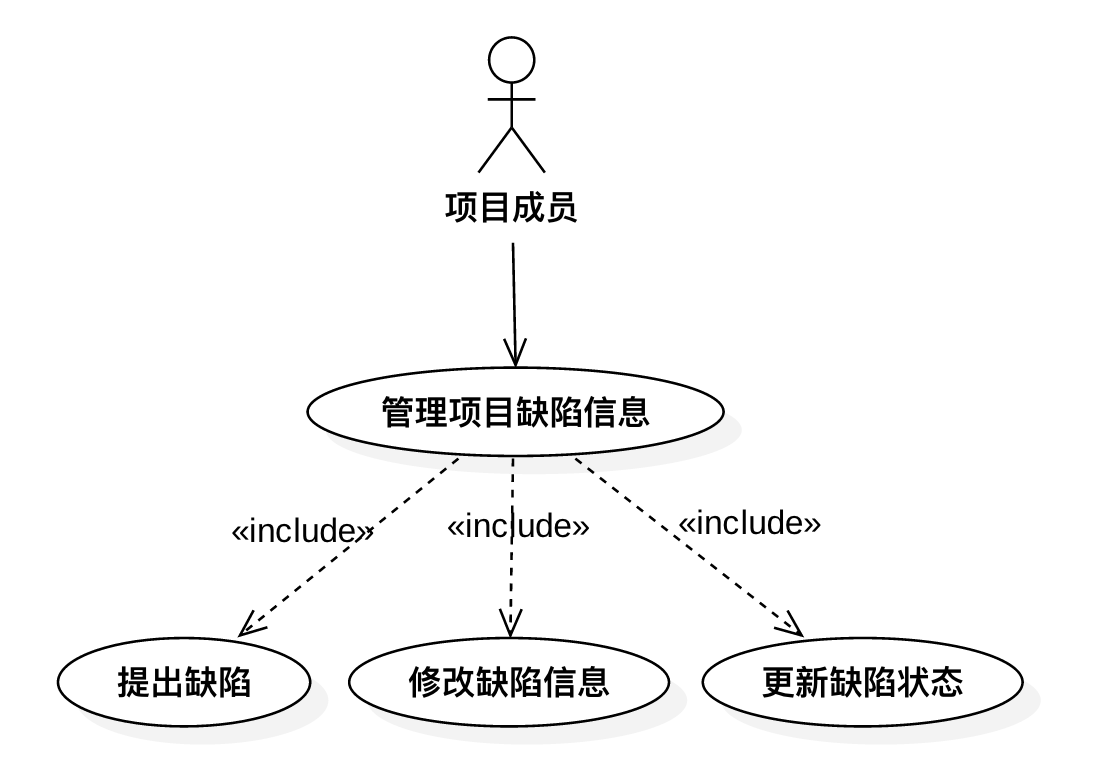 项目成员
管理项目缺陷信息
«include»
«include»
«include»
提出缺陷
修改缺陷信息
更新缺陷状态